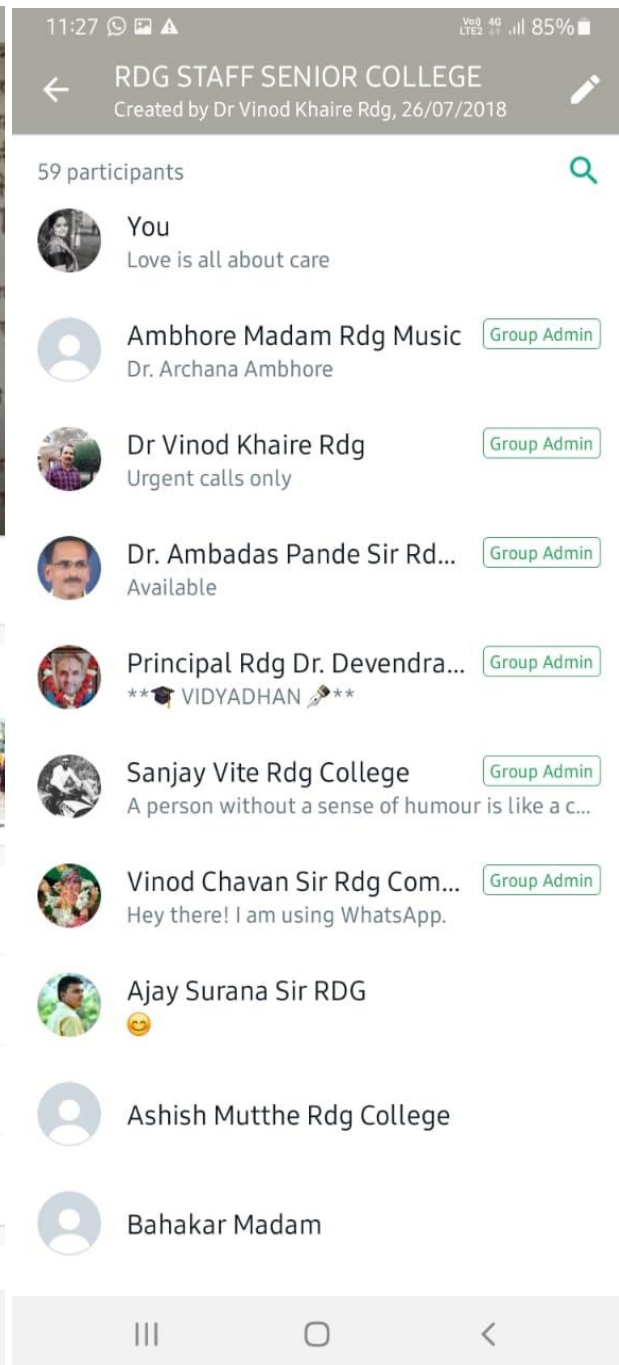 11:27 85%
RDG STAFF SENIOR COLLEGE
Created by Dr Vinod Khaire Rdg, 26/07/2018
59 participants
You
Love is all about care
Ambhore Madam Rdg Music Group Admin
Dr. Archana Ambhore
Dr Vinod Khaire Rdg Group Admin
Urgent calls only
Dr. Ambadas Pande Sir Rd... Group Admin
Available
Principal Rdg Dr. Devendra... Group Admin
**🎓 VIDYADHAN 🖋**
Sanjay Vite Rdg College Group Admin
A person without a sense of humour is like a c...
Vinod Chavan Sir Rdg Com... Group Admin
Hey there! I am using WhatsApp.
Ajay Surana Sir RDG
😊
Ashish Mutthe Rdg College
Bahakar Madam